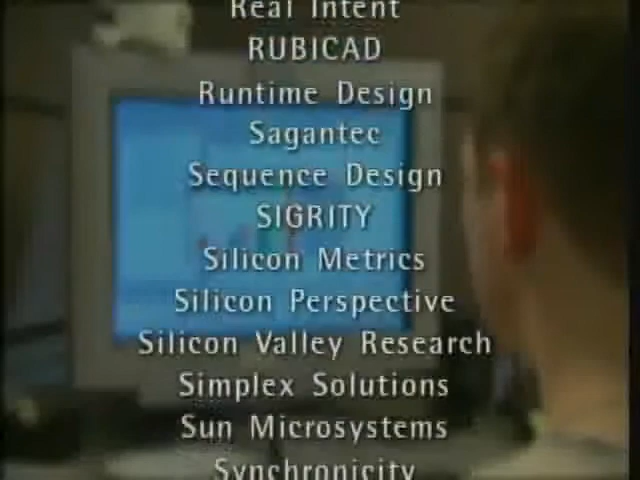 Real Intent
RUBICAD
Runtime Design
Sagantec
Sequence Design
SIGRITY
Silicon Metrics
Silicon Perspective
Silicon Valley Research
Simplex Solutions
Sun Microsystems
Synchronicity